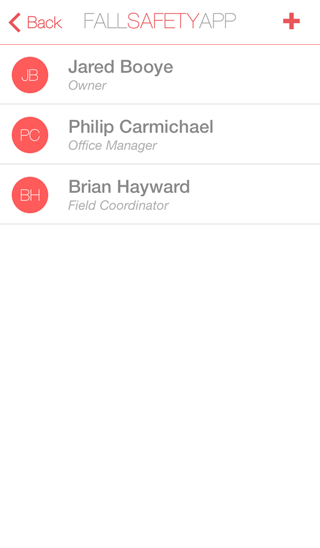 Back FALLSAFETYAPP +
JB Jared Booye
Owner
PC Philip Carmichael
Office Manager
BH Brian Hayward
Field Coordinator